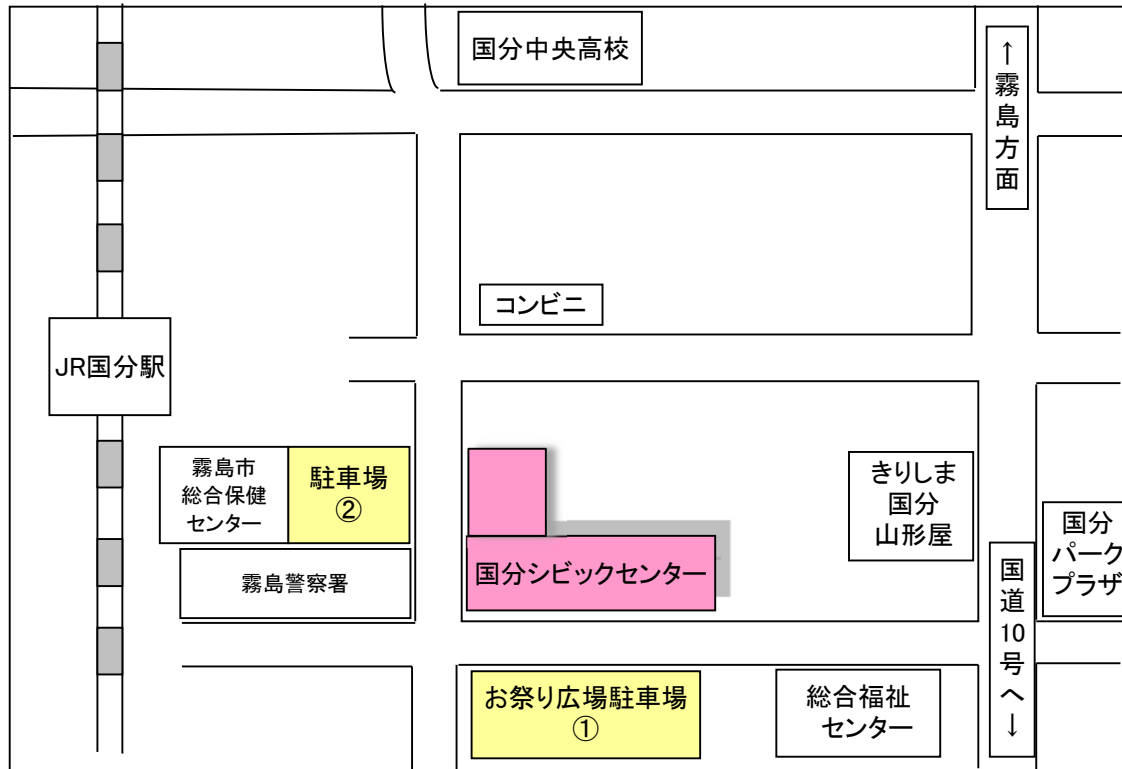 国分中央高校
↑霧島方面
コンビニ
JR国分駅
霧島市
総合保健
センター
駐車場
②
きりしま
国分
山形屋
国分
パーク
プラザ
国分シビックセンター
霧島警察署
国道10号へ↓
お祭り広場駐車場
①
総合福祉
センター